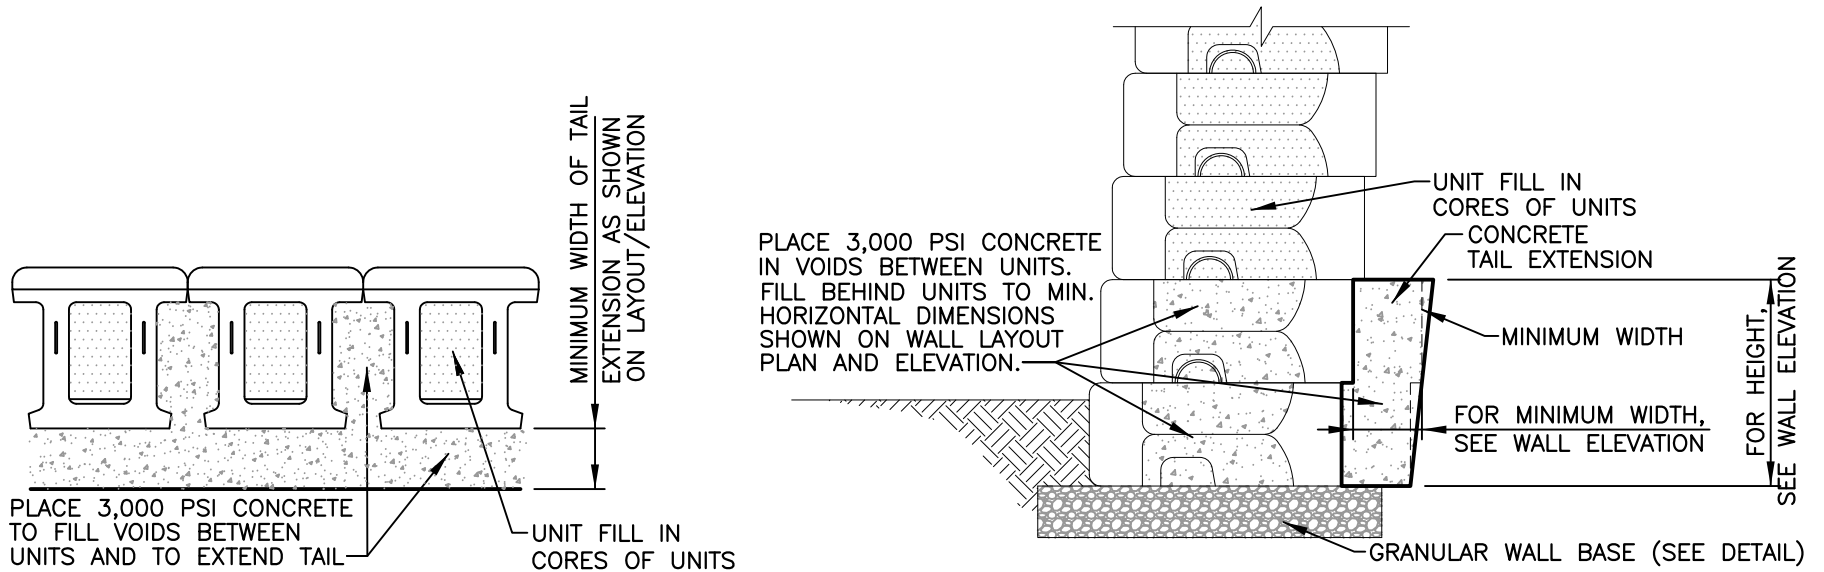 MINIMUM WIDTH OF TAIL
EXTENSION AS SHOWN
ON LAYOUT/ELEVATION
PLACE 3,000 PSI CONCRETE
TO FILL VOIDS BETWEEN
UNITS AND TO EXTEND TAIL
UNIT FILL IN
CORES OF UNITS
PLACE 3,000 PSI CONCRETE
IN VOIDS BETWEEN UNITS.
FILL BEHIND UNITS TO MIN.
HORIZONTAL DIMENSIONS
SHOWN ON WALL LAYOUT
PLAN AND ELEVATION.
UNIT FILL IN
CORES OF UNITS
CONCRETE
TAIL EXTENSION
MINIMUM WIDTH
FOR MINIMUM WIDTH,
SEE WALL ELEVATION
FOR HEIGHT,
SEE WALL ELEVATION
GRANULAR WALL BASE (SEE DETAIL)